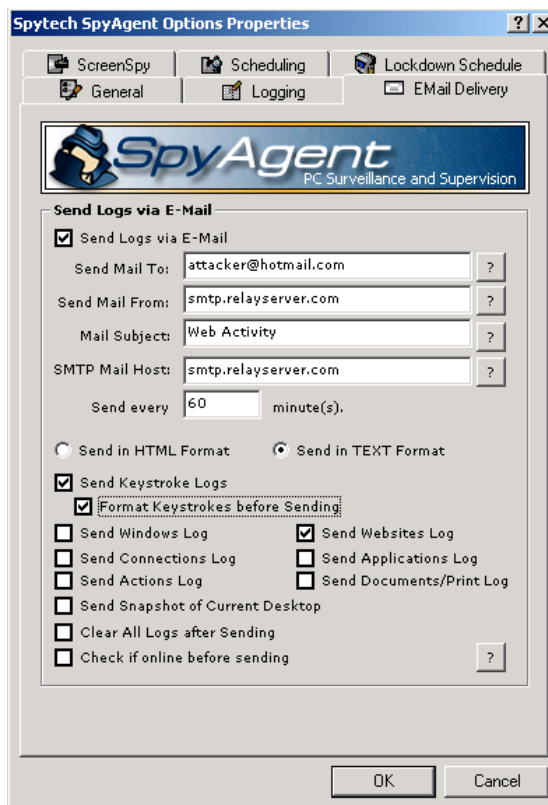 Spytech SpyAgent Options Properties
ScreenSpy Scheduling Lockdown Schedule
General Logging EMail Delivery
SpyAgent
PC Surveillance and Supervision
Send Logs via E-Mail
Send Logs via E-Mail
Send Mail To: attacker@hotmail.com ?
Send Mail From: smtp.relayserver.com ?
Mail Subject: Web Activity ?
SMTP Mail Host: smtp.relayserver.com ?
Send every 60 minute(s).
Send in HTML Format Send in TEXT Format
Send Keystroke Logs
Format Keystrokes before Sending
Send Windows Log Send Websites Log
Send Connections Log Send Applications Log
Send Actions Log Send Documents/Print Log
Send Snapshot of Current Desktop
Clear All Logs after Sending
Check if online before sending ?
OK Cancel